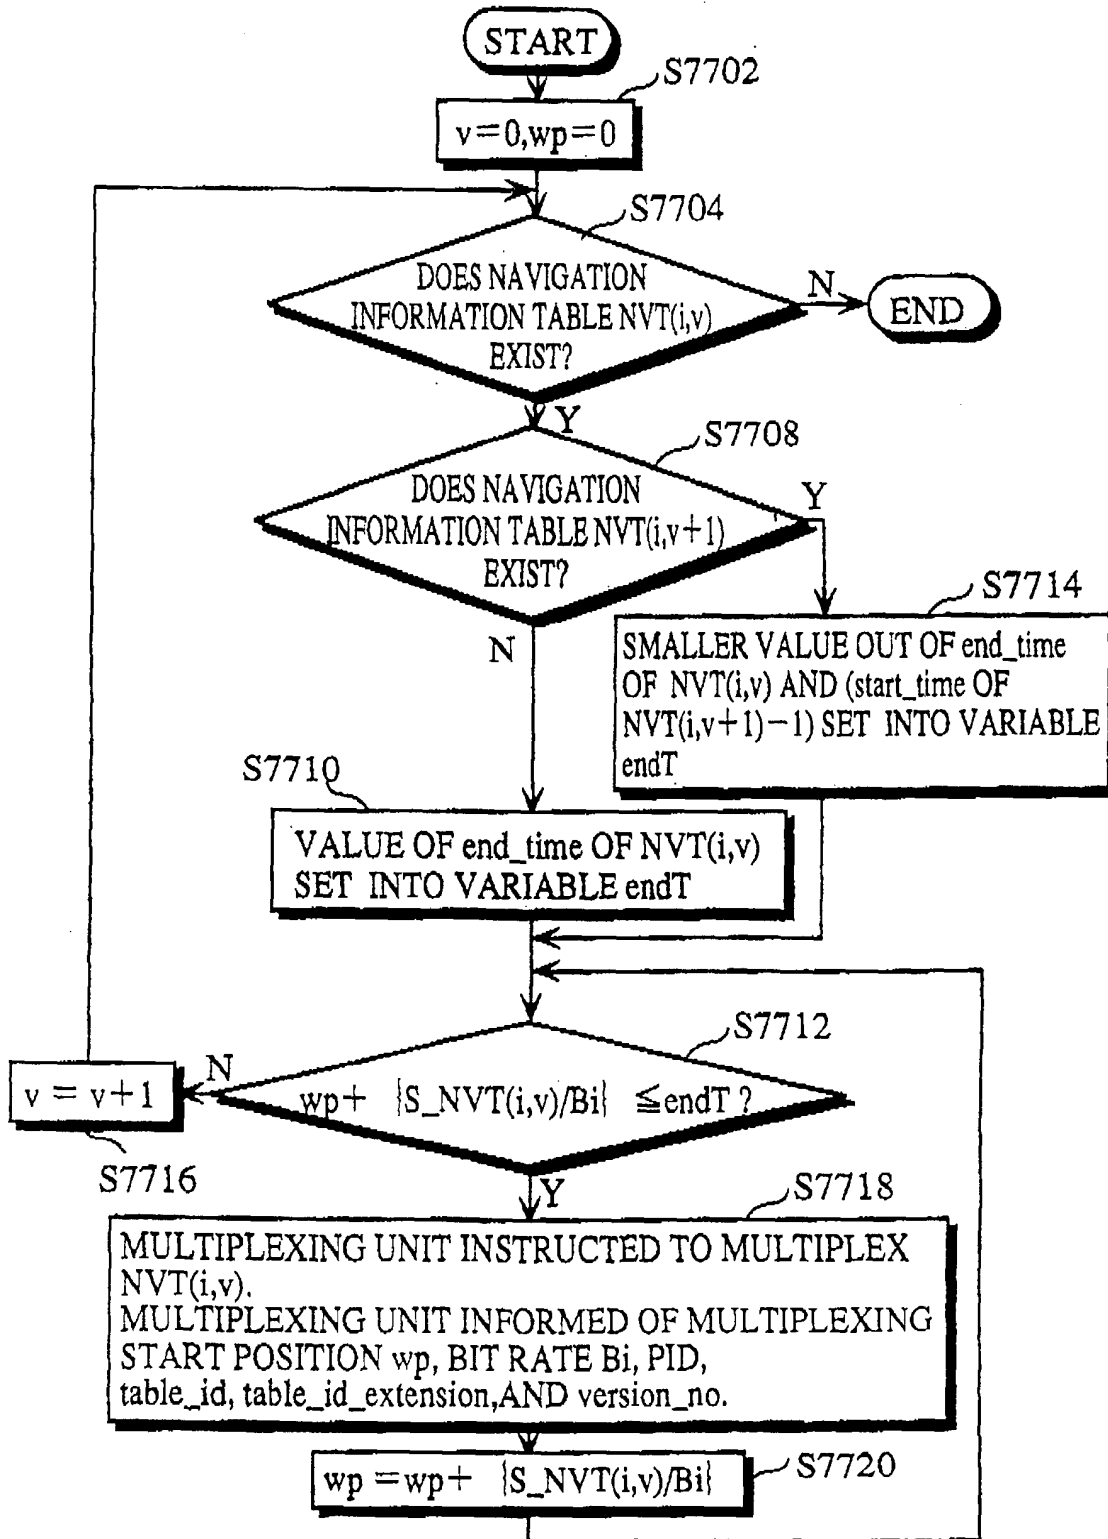 START
S7702
v=0,wp=0
S7704
DOES NAVIGATION
INFORMATION TABLE NVT(i,v)
EXIST?
N
END
Y
S7708
DOES NAVIGATION
INFORMATION TABLE NVT(i,v+1)
EXIST?
Y
N
S7714
SMALLER VALUE OUT OF end_time
OF NVT(i,v) AND (start_time OF
NVT(i,v+1)-1) SET INTO VARIABLE
endT
S7710
VALUE OF end_time OF NVT(i,v)
SET INTO VARIABLE endT
S7712
wp+ {S_NVT(i,v)/Bi} ≦endT ?
N
v = v+1
S7716
Y
S7718
MULTIPLEXING UNIT INSTRUCTED TO MULTIPLEX
NVT(i,v).
MULTIPLEXING UNIT INFORMED OF MULTIPLEXING
START POSITION wp, BIT RATE Bi, PID,
table_id, table_id_extension,AND version_no.
S7720
wp =wp+ {S_NVT(i,v)/Bi}